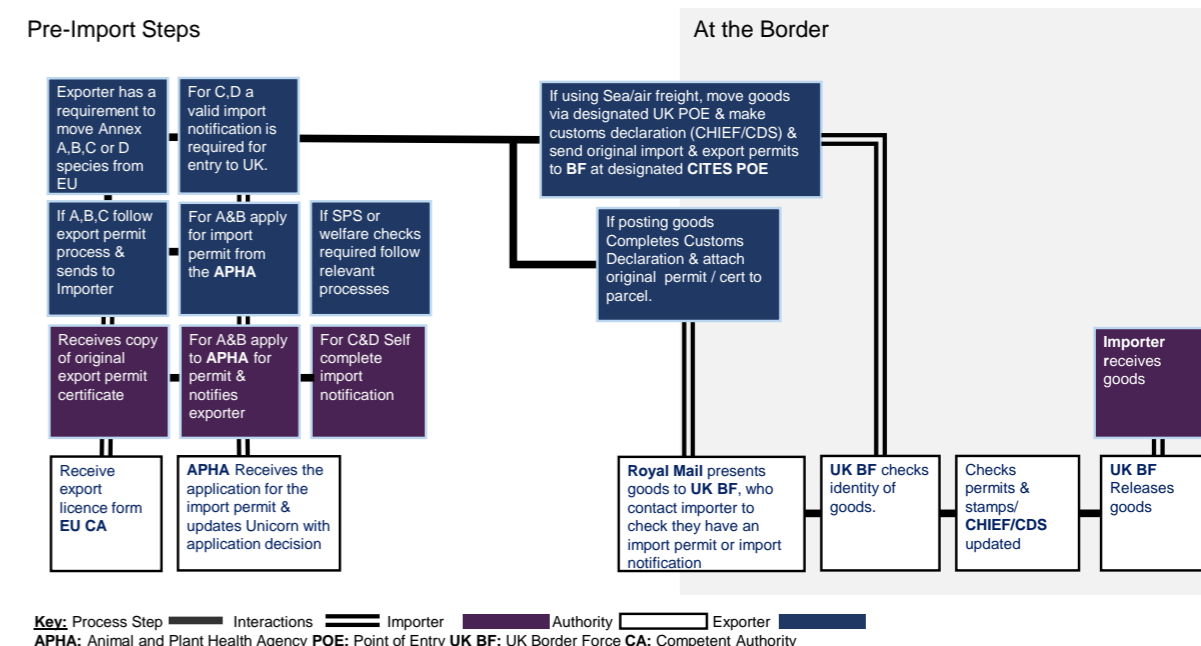 Pre-Import Steps
At the Border
Exporter has a
requirement to
move Annex
A,B,C or D
species from
EU
For C,D a
valid import
notification is
required for
entry to UK.
If using Sea/air freight, move goods
via designated UK POE & make
customs declaration (CHIEF/CDS) &
send original import & export permits
to BF at designated CITES POE
If A,B,C follow
export permit
process &
sends to
Importer
For A&B apply
for import
permit from
the APHA
If SPS or
welfare checks
required follow
relevant
processes
If posting goods
Completes Customs
Declaration & attach
original permit / cert to
parcel.
Receives copy
of original
export permit
certificate
For A&B apply
to APHA for
permit &
notifies
exporter
For C&D Self
complete
import
notification
Importer
receives
goods
Receive
export
licence form
EU CA
APHA Receives the
application for the
import permit &
updates Unicorn with
application decision
Royal Mail presents
goods to UK BF, who
contact importer to
check they have an
import permit or import
notification
UK BF checks
identity of
goods.
Checks
permits &
stamps/
CHIEF/CDS
updated
UK BF
Releases
goods
Key: Process Step Interactions Importer Authority Exporter
APHA: Animal and Plant Health Agency POE: Point of Entry UK BF: UK Border Force CA: Competent Authority